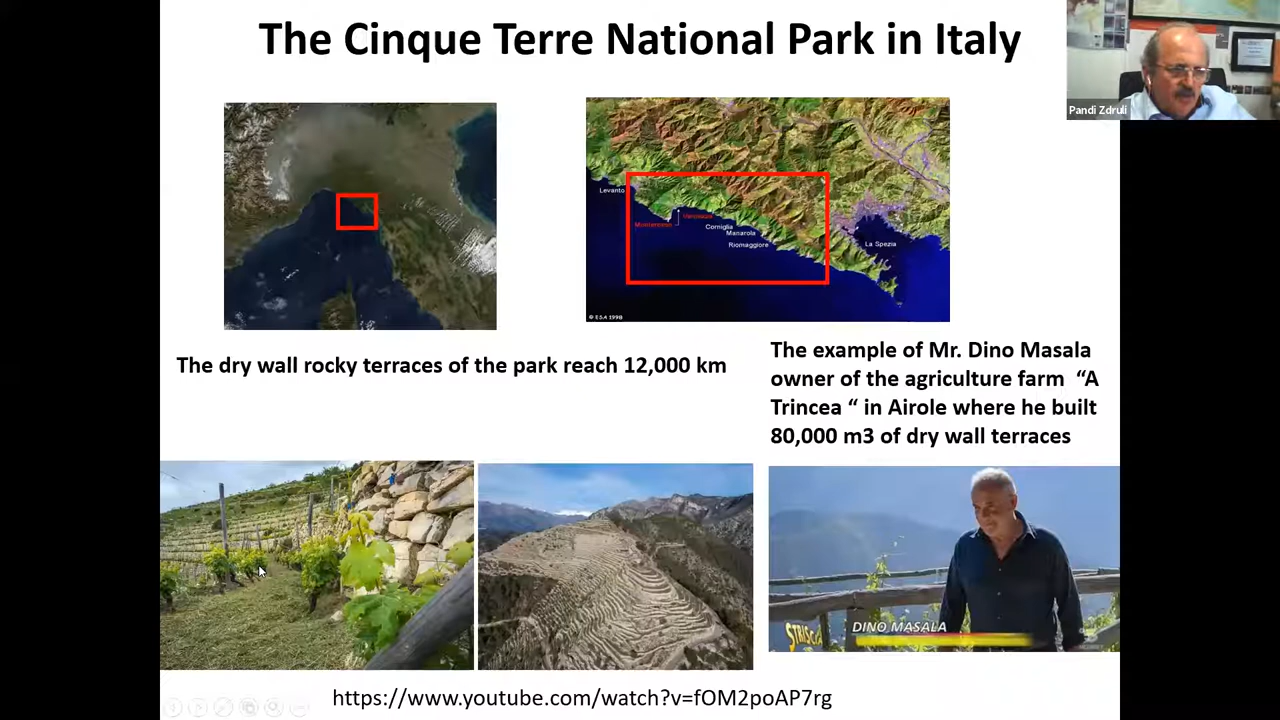 The Cinque Terre National Park in Italy
Pandi Zdruli
Levanto
Monterosso
Vernazza
Corniglia
Manarola
Riomaggiore
La Spezia
© ESA 1998
The dry wall rocky terraces of the park reach 12,000 km
The example of Mr. Dino Masala
owner of the agriculture farm “A
Trincea “ in Airole where he built
80,000 m3 of dry wall terraces
STRISCIA
DINO MASALA
https://www.youtube.com/watch?v=fOM2poAP7rg